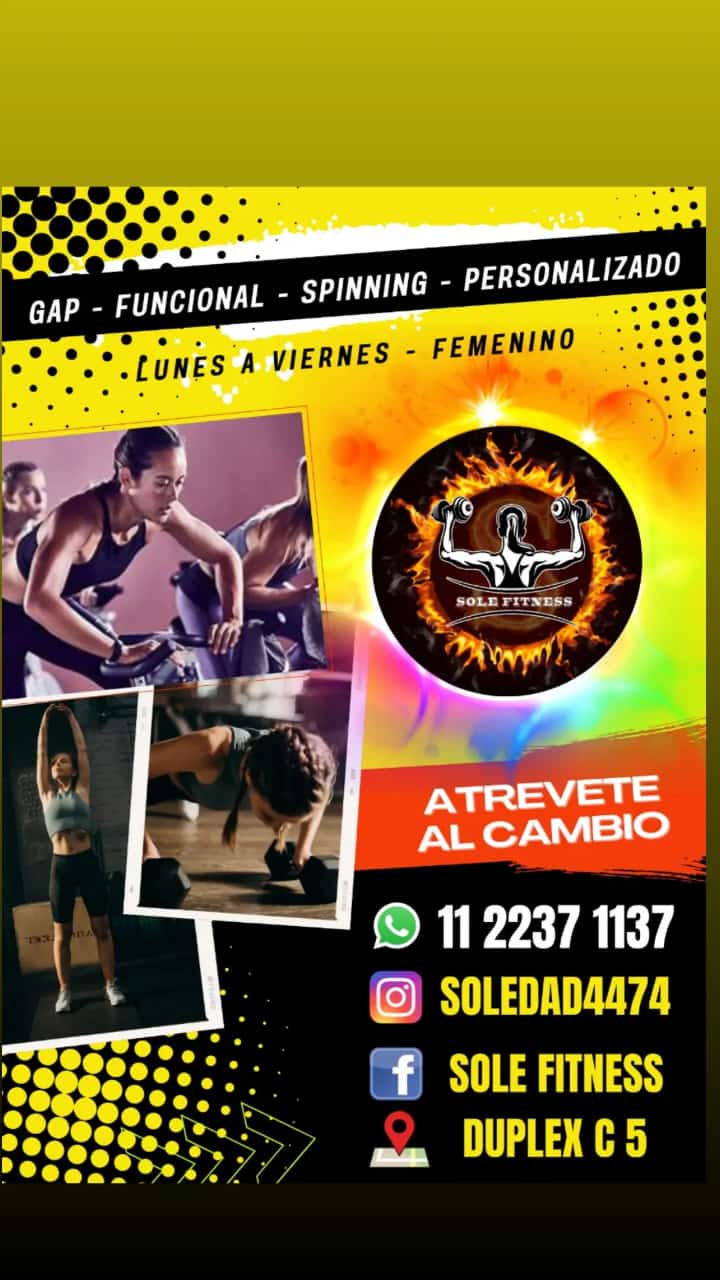 GAP - FUNCIONAL - SPINNING - PERSONALIZADO
LUNES A VIERNES - FEMENINO
SOLE FITNESS
ATREVETE
AL CAMBIO
11 2237 1137
SOLEDAD4474
SOLE FITNESS
DUPLEX C 5